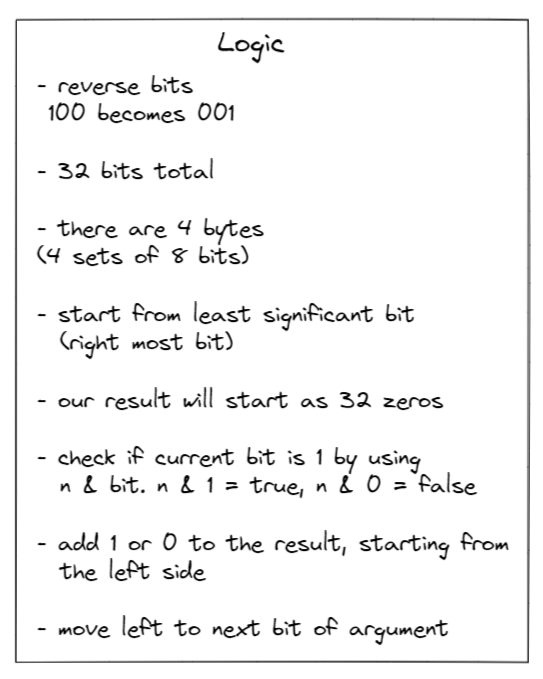 Logic
- reverse bits
100 becomes 001
- 32 bits total
- there are 4 bytes
(4 sets of 8 bits)
- start from least significant bit
(right most bit)
- our result will start as 32 zeros
- check if current bit is 1 by using
n & bit. n & 1 = true, n & 0 = false
- add 1 or 0 to the result, starting from
the left side
- move left to next bit of argument